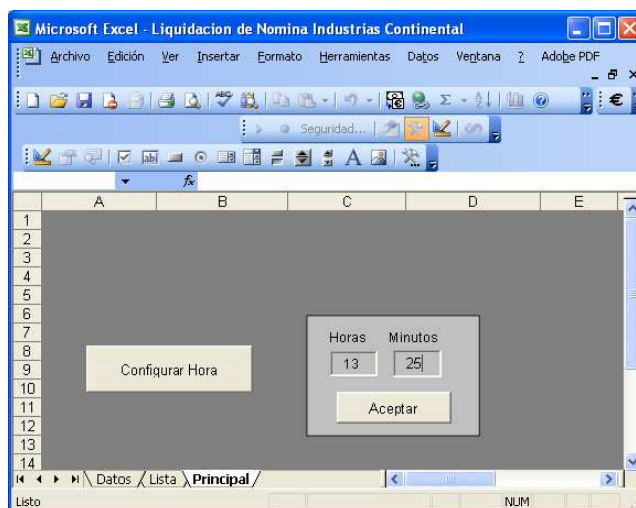 Microsoft Excel - Liquidacion de Nomina Industrias Continental
Archivo Edición Ver Insertar Formato Herramientas Datos Ventana ? Adobe PDF
Σ €
Seguridad...
abl A
fx
A B C D E
1
2
3
4
5
6
7
Horas Minutos
8
9
Configurar Hora 13 25
10
11
Aceptar
12
13
14
Datos Lista Principal
Listo NUM